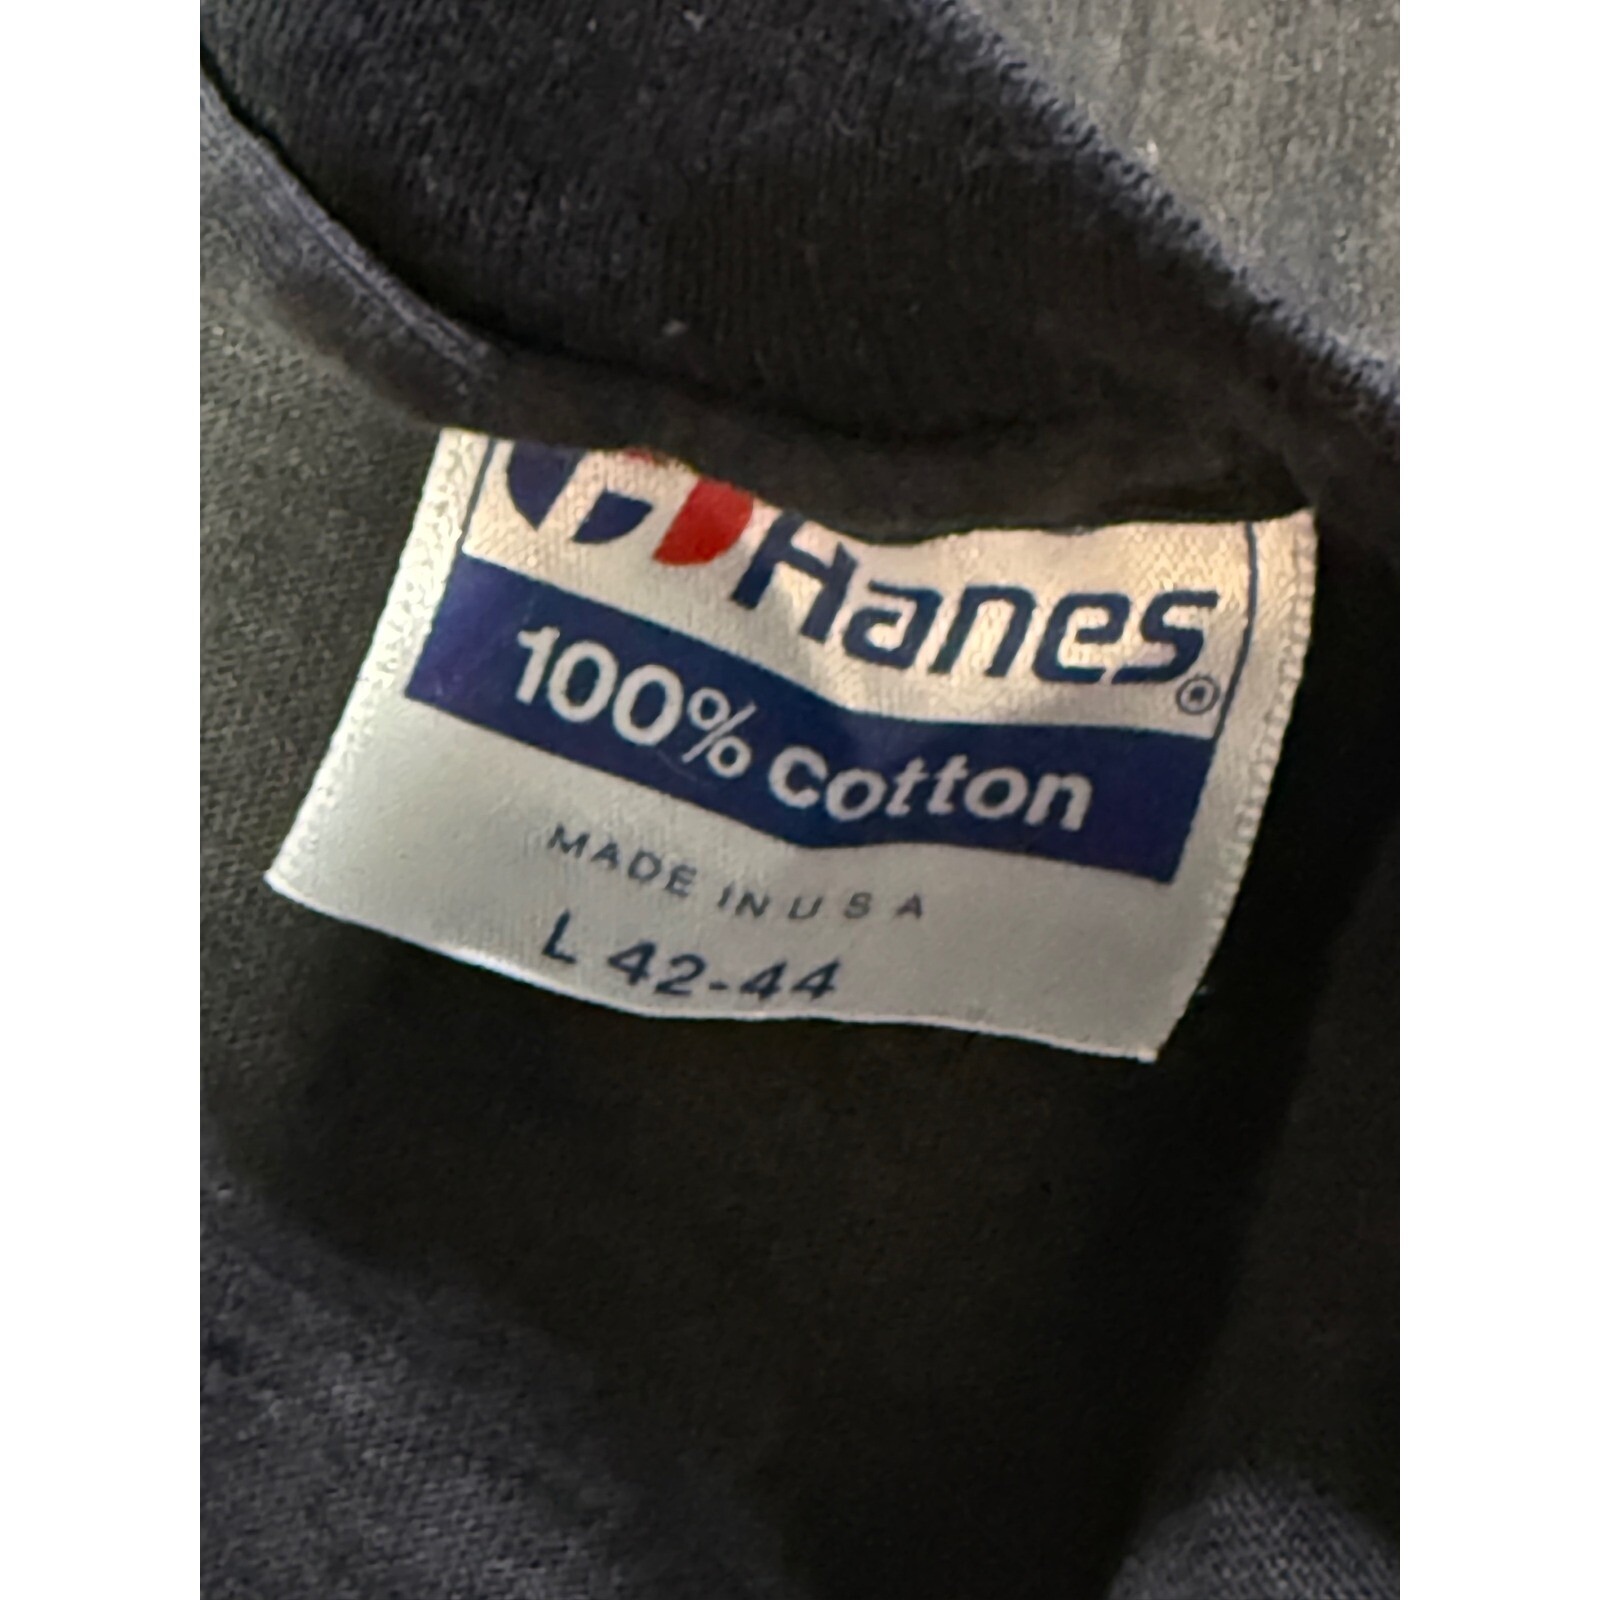 Hanes®
100% cotton
MADE IN U S A
L 42-44